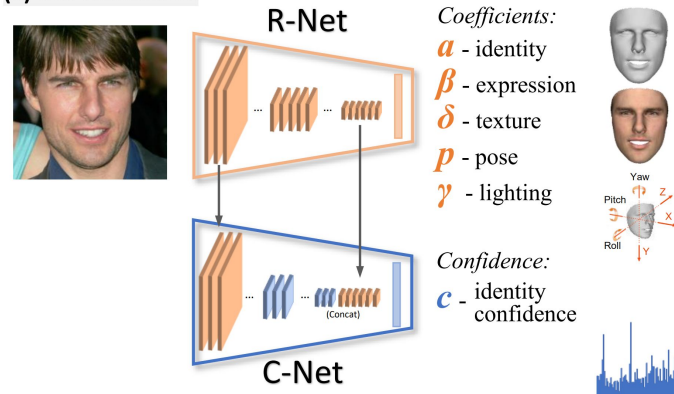 R-Net
Coefficients:
α - identity
β - expression
δ - texture
p - pose
γ - lighting
...
...
Yaw
Pitch
Z
X
Roll
Y
Confidence:
c - identity
confidence
...
...
(Concat)
C-Net